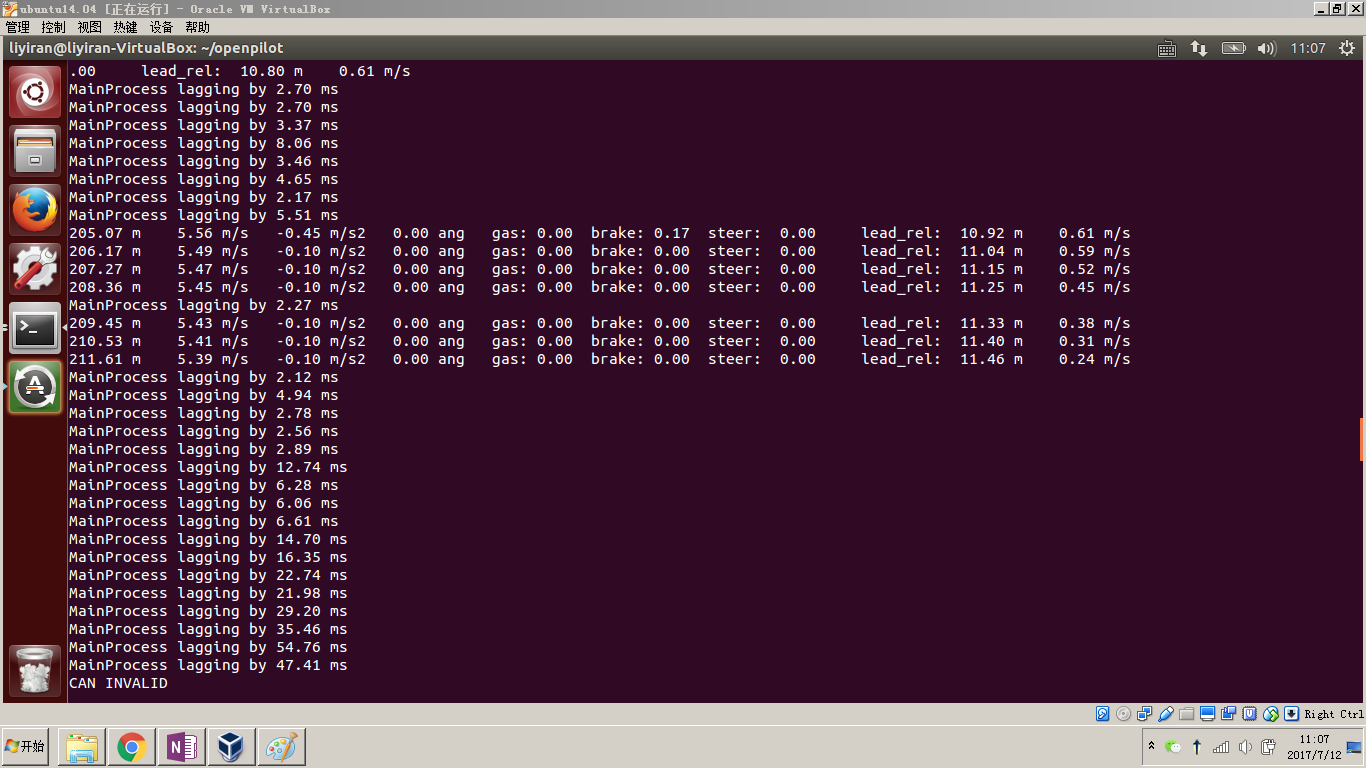 ubuntu14.04 [正在运行] - Oracle VM VirtualBox
管理 控制 视图 热键 设备 帮助
liyiran@liyiran-VirtualBox: ~/openpilot
11:07
.00 lead_rel: 10.80 m 0.61 m/s
MainProcess lagging by 2.70 ms
MainProcess lagging by 2.70 ms
MainProcess lagging by 3.37 ms
MainProcess lagging by 8.06 ms
MainProcess lagging by 3.46 ms
MainProcess lagging by 4.65 ms
MainProcess lagging by 2.17 ms
MainProcess lagging by 5.51 ms
205.07 m 5.56 m/s -0.45 m/s2 0.00 ang gas: 0.00 brake: 0.17 steer: 0.00 lead_rel: 10.92 m 0.61 m/s
206.17 m 5.49 m/s -0.10 m/s2 0.00 ang gas: 0.00 brake: 0.00 steer: 0.00 lead_rel: 11.04 m 0.59 m/s
207.27 m 5.47 m/s -0.10 m/s2 0.00 ang gas: 0.00 brake: 0.00 steer: 0.00 lead_rel: 11.15 m 0.52 m/s
208.36 m 5.45 m/s -0.10 m/s2 0.00 ang gas: 0.00 brake: 0.00 steer: 0.00 lead_rel: 11.25 m 0.45 m/s
MainProcess lagging by 2.27 ms
209.45 m 5.43 m/s -0.10 m/s2 0.00 ang gas: 0.00 brake: 0.00 steer: 0.00 lead_rel: 11.33 m 0.38 m/s
210.53 m 5.41 m/s -0.10 m/s2 0.00 ang gas: 0.00 brake: 0.00 steer: 0.00 lead_rel: 11.40 m 0.31 m/s
211.61 m 5.39 m/s -0.10 m/s2 0.00 ang gas: 0.00 brake: 0.00 steer: 0.00 lead_rel: 11.46 m 0.24 m/s
MainProcess lagging by 2.12 ms
MainProcess lagging by 4.94 ms
MainProcess lagging by 2.78 ms
MainProcess lagging by 2.56 ms
MainProcess lagging by 2.89 ms
MainProcess lagging by 12.74 ms
MainProcess lagging by 6.28 ms
MainProcess lagging by 6.06 ms
MainProcess lagging by 6.61 ms
MainProcess lagging by 14.70 ms
MainProcess lagging by 16.35 ms
MainProcess lagging by 22.74 ms
MainProcess lagging by 21.98 ms
MainProcess lagging by 29.20 ms
MainProcess lagging by 35.46 ms
MainProcess lagging by 54.76 ms
MainProcess lagging by 47.41 ms
CAN INVALID
Right Ctrl
开始
11:07
2017/7/12